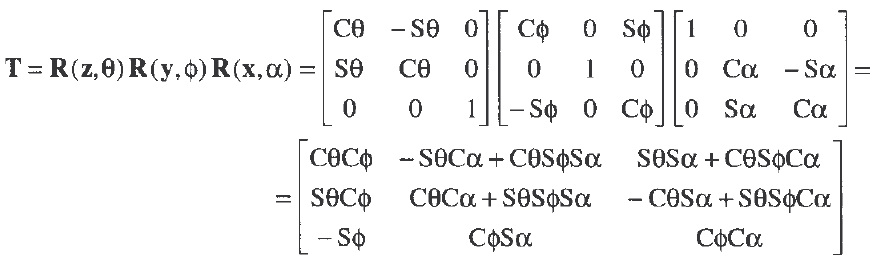 T = R(z,θ) R(y,ϕ) R(x,α) = [Cθ −Sθ 0; Sθ Cθ 0; 0 0 1] [Cϕ 0 Sϕ; 0 1 0; −Sϕ 0 Cϕ] [1 0 0; 0 Cα −Sα; 0 Sα Cα] =
= [CθCϕ −SθCα + CθSϕSα SθSα + CθSϕCα; SθCϕ CθCα + SθSϕSα −CθSα + SθSϕCα; −Sϕ CϕSα CϕCα]